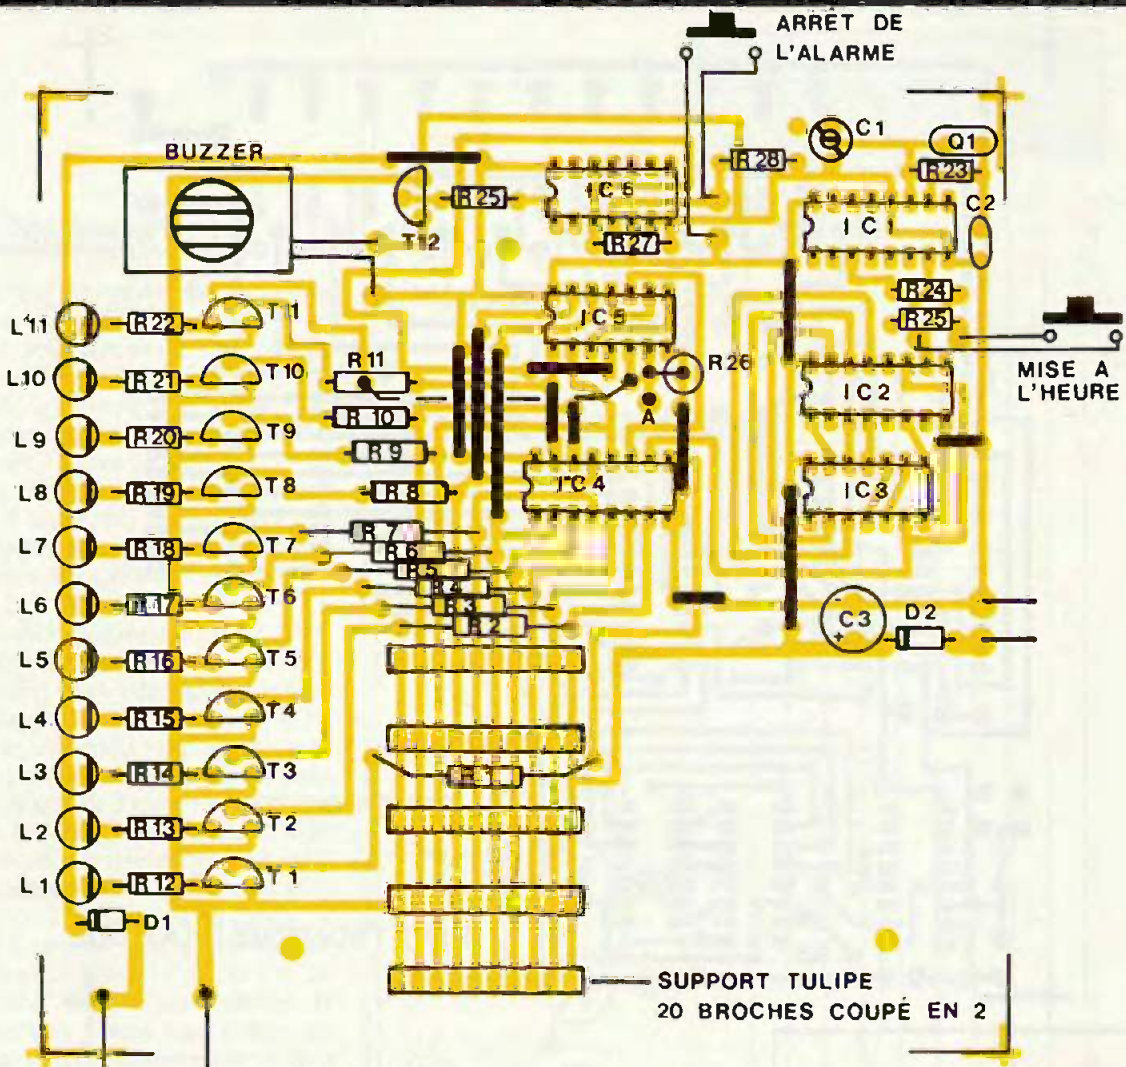 ARRÊT DE
L'ALARME
C1
Q1
BUZZER
R28
R23
R25
IC6
C2
IC1
T12
R27
R24
L11
R22
T11
IC5
R25
R11
R26
MISE A
L'HEURE
L10
R21
T10
A
IC2
R10
L9
R20
T9
R9
L8
R19
T8
R8
IC4
IC3
L7
R18
T7
R7
R6
R5
L6
R17
T6
R4
R3
C3
D2
R2
L5
R16
T5
L4
R15
T4
L3
R14
T3
R1
L2
R13
T2
L1
R12
T1
D1
SUPPORT TULIPE
20 BROCHES COUPÉ EN 2